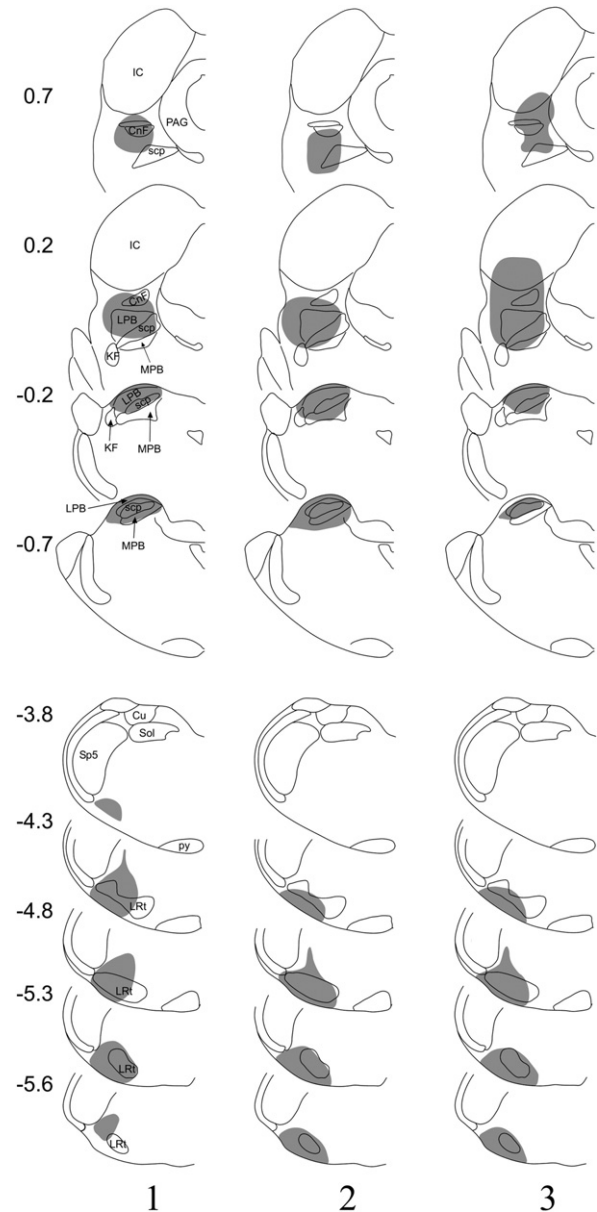 0.7
IC
PAG
CnF
scp
0.2
IC
CnF
LPB
scp
KF
MPB
-0.2
LPB
scp
KF
MPB
LPB
scp
-0.7
MPB
-3.8
Cu
Sol
Sp5
-4.3
py
LRt
-4.8
LRt
-5.3
LRt
-5.6
LRt
1 2 3